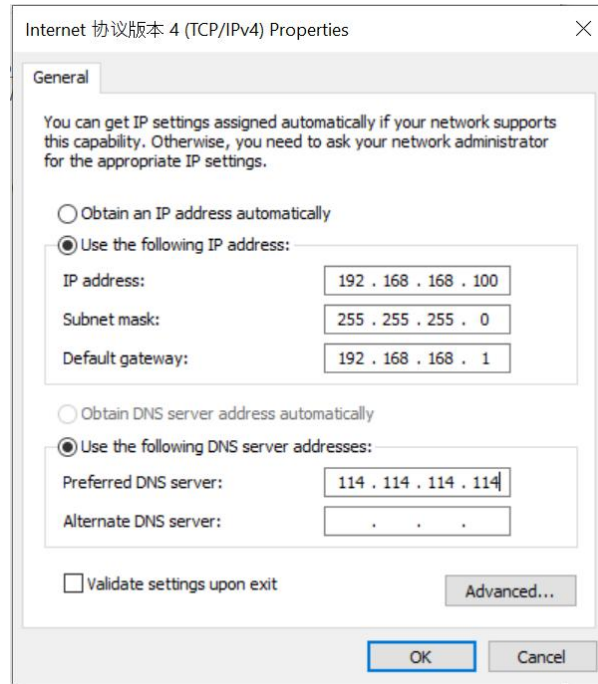 Internet 协议版本 4 (TCP/IPv4) Properties
General
You can get IP settings assigned automatically if your network supports
this capability. Otherwise, you need to ask your network administrator
for the appropriate IP settings.
Obtain an IP address automatically
Use the following IP address:
IP address: 192 . 168 . 168 . 100
Subnet mask: 255 . 255 . 255 . 0
Default gateway: 192 . 168 . 168 . 1
Obtain DNS server address automatically
Use the following DNS server addresses:
Preferred DNS server: 114 . 114 . 114 . 114
Alternate DNS server: . . .
Validate settings upon exit
Advanced...
OK Cancel